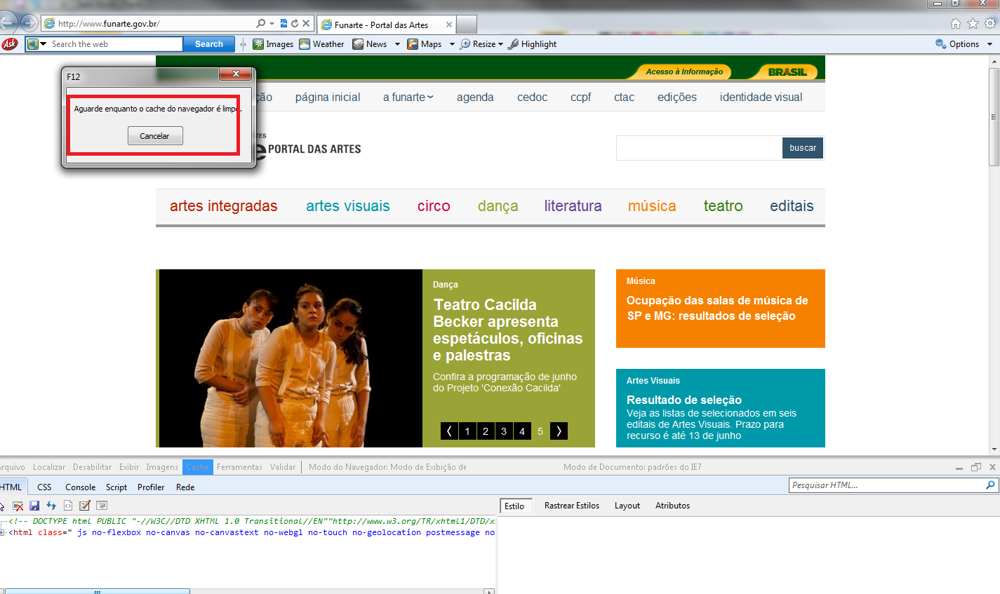 http://www.funarte.gov.br/
Funarte - Portal das Artes
Ask
Search the web
Search
Images
Weather
News
Maps
Resize
Highlight
Options
F12
Aguarde enquanto o cache do navegador é limpo.
Cancelar
Acesso à Informação
BRASIL
página inicial
a funarte
agenda
cedoc
ccpf
ctac
edições
identidade visual
PORTAL DAS ARTES
buscar
artes integradas
artes visuais
circo
dança
literatura
música
teatro
editais
Dança
Teatro Cacilda
Becker apresenta
espetáculos, oficinas
e palestras
Confira a programação de junho
do Projeto 'Conexão Cacilda'
1 2 3 4 5
Música
Ocupação das salas de música de
SP e MG: resultados de seleção
Artes Visuais
Resultado de seleção
Veja as listas de selecionados em seis
editais de Artes Visuais. Prazo para
recurso é até 13 de junho
Localizar
Desabilitar
Exibir
Imagens
Cache
Ferramentas
Validar
Modo do Navegador: Modo de Exibição de
Modo de Documento: padrões do IE7
HTML
CSS
Console
Script
Profiler
Rede
Pesquisar HTML...
Estilo
Rastrear Estilos
Layout
Atributos
<!-- DOCTYPE html PUBLIC "-//W3C//DTD XHTML 1.0 Transitional//EN""http://www.w3.org/TR/xhtml1/DTD/x
<html class=" js no-flexbox no-canvas no-canvastext no-webgl no-touch no-geolocation postmessage no